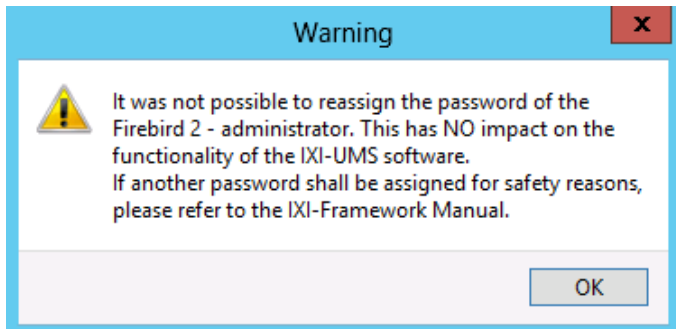 Warning
x
It was not possible to reassign the password of the
Firebird 2 - administrator. This has NO impact on the
functionality of the IXI-UMS software.
If another password shall be assigned for safety reasons,
please refer to the IXI-Framework Manual.
OK